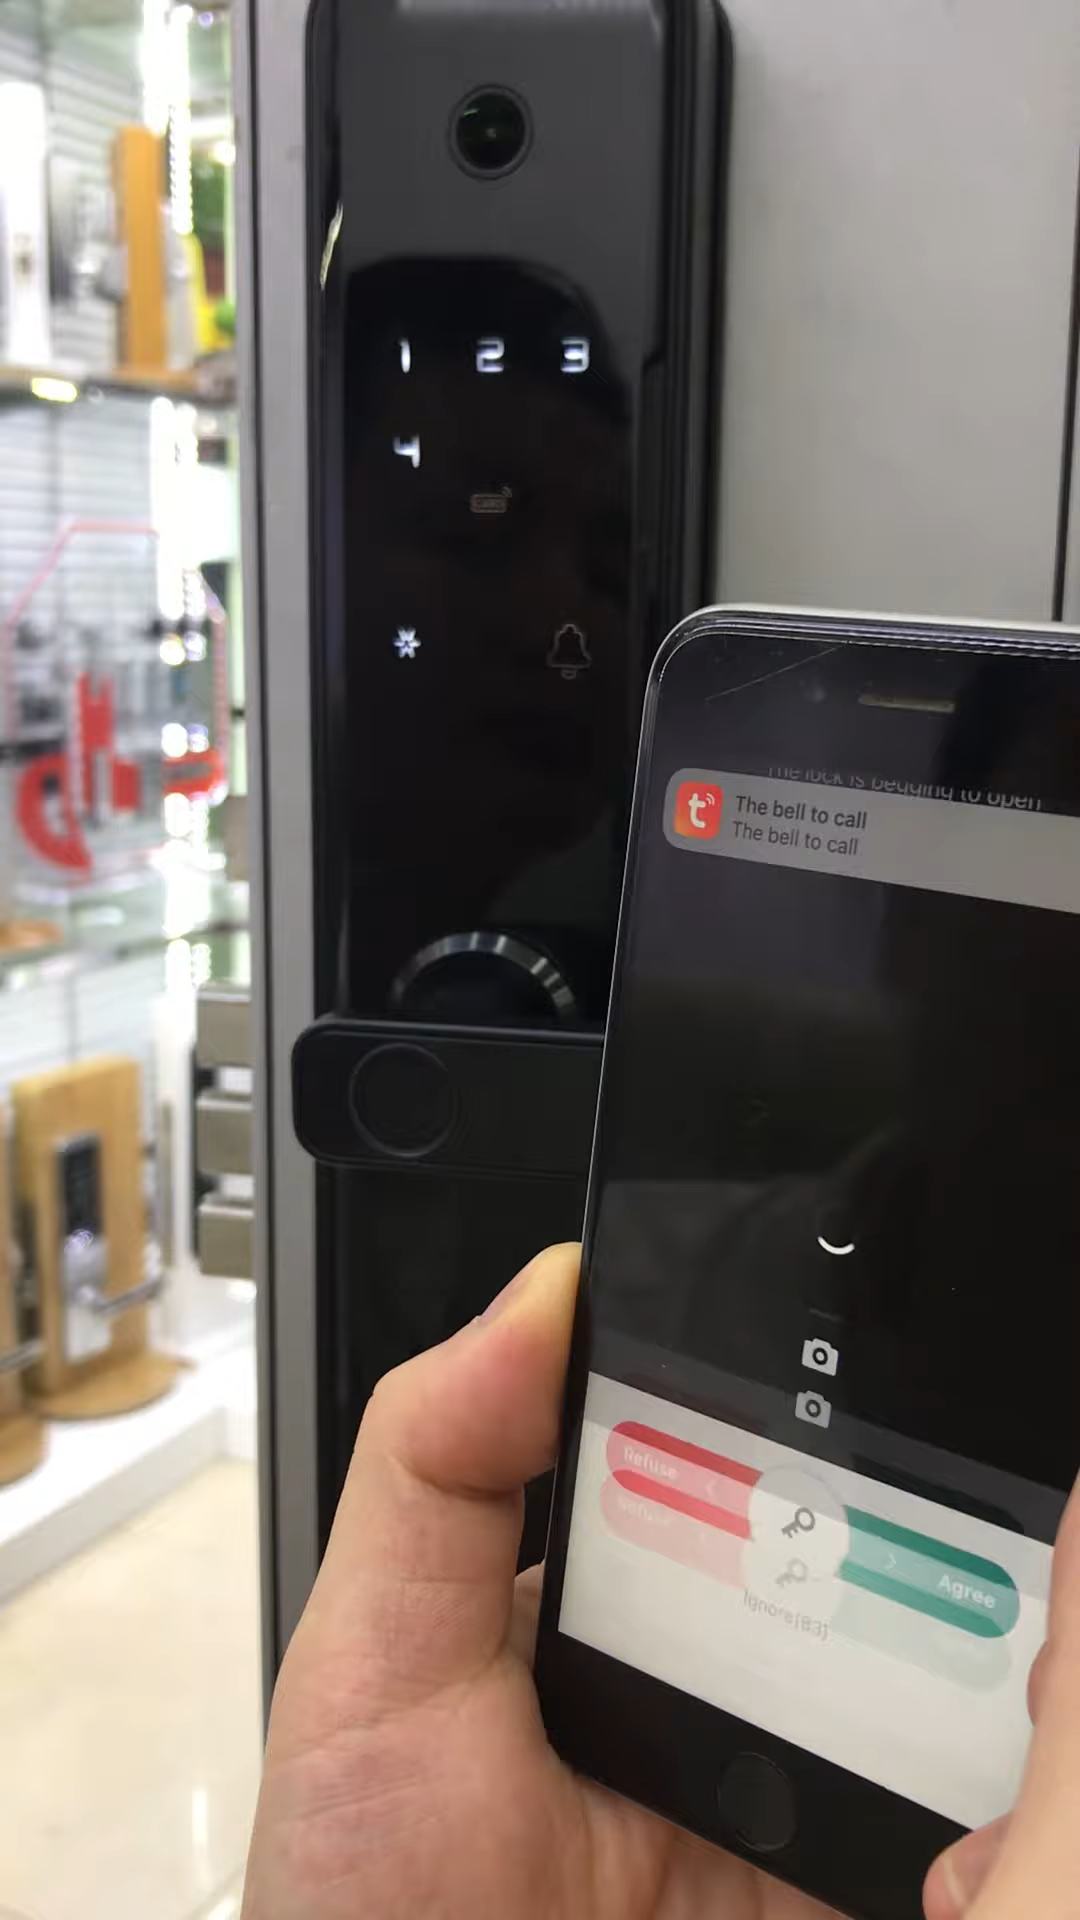 1 2 3
4
*
The lock is begging to open
t
The bell to call
The bell to call
Refuse
Refuse
Agree
Ignore(83)